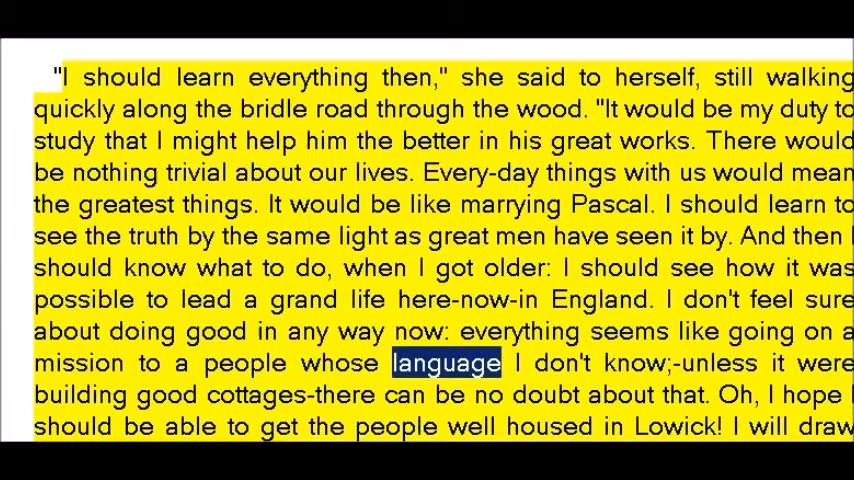 "I should learn everything then," she said to herself, still walking
quickly along the bridle road through the wood. "It would be my duty to
study that I might help him the better in his great works. There would
be nothing trivial about our lives. Every-day things with us would mean
the greatest things. It would be like marrying Pascal. I should learn to
see the truth by the same light as great men have seen it by. And then I
should know what to do, when I got older: I should see how it was
possible to lead a grand life here-now-in England. I don't feel sure
about doing good in any way now: everything seems like going on a
mission to a people whose language I don't know;-unless it were
building good cottages-there can be no doubt about that. Oh, I hope I
should be able to get the people well housed in Lowick! I will draw